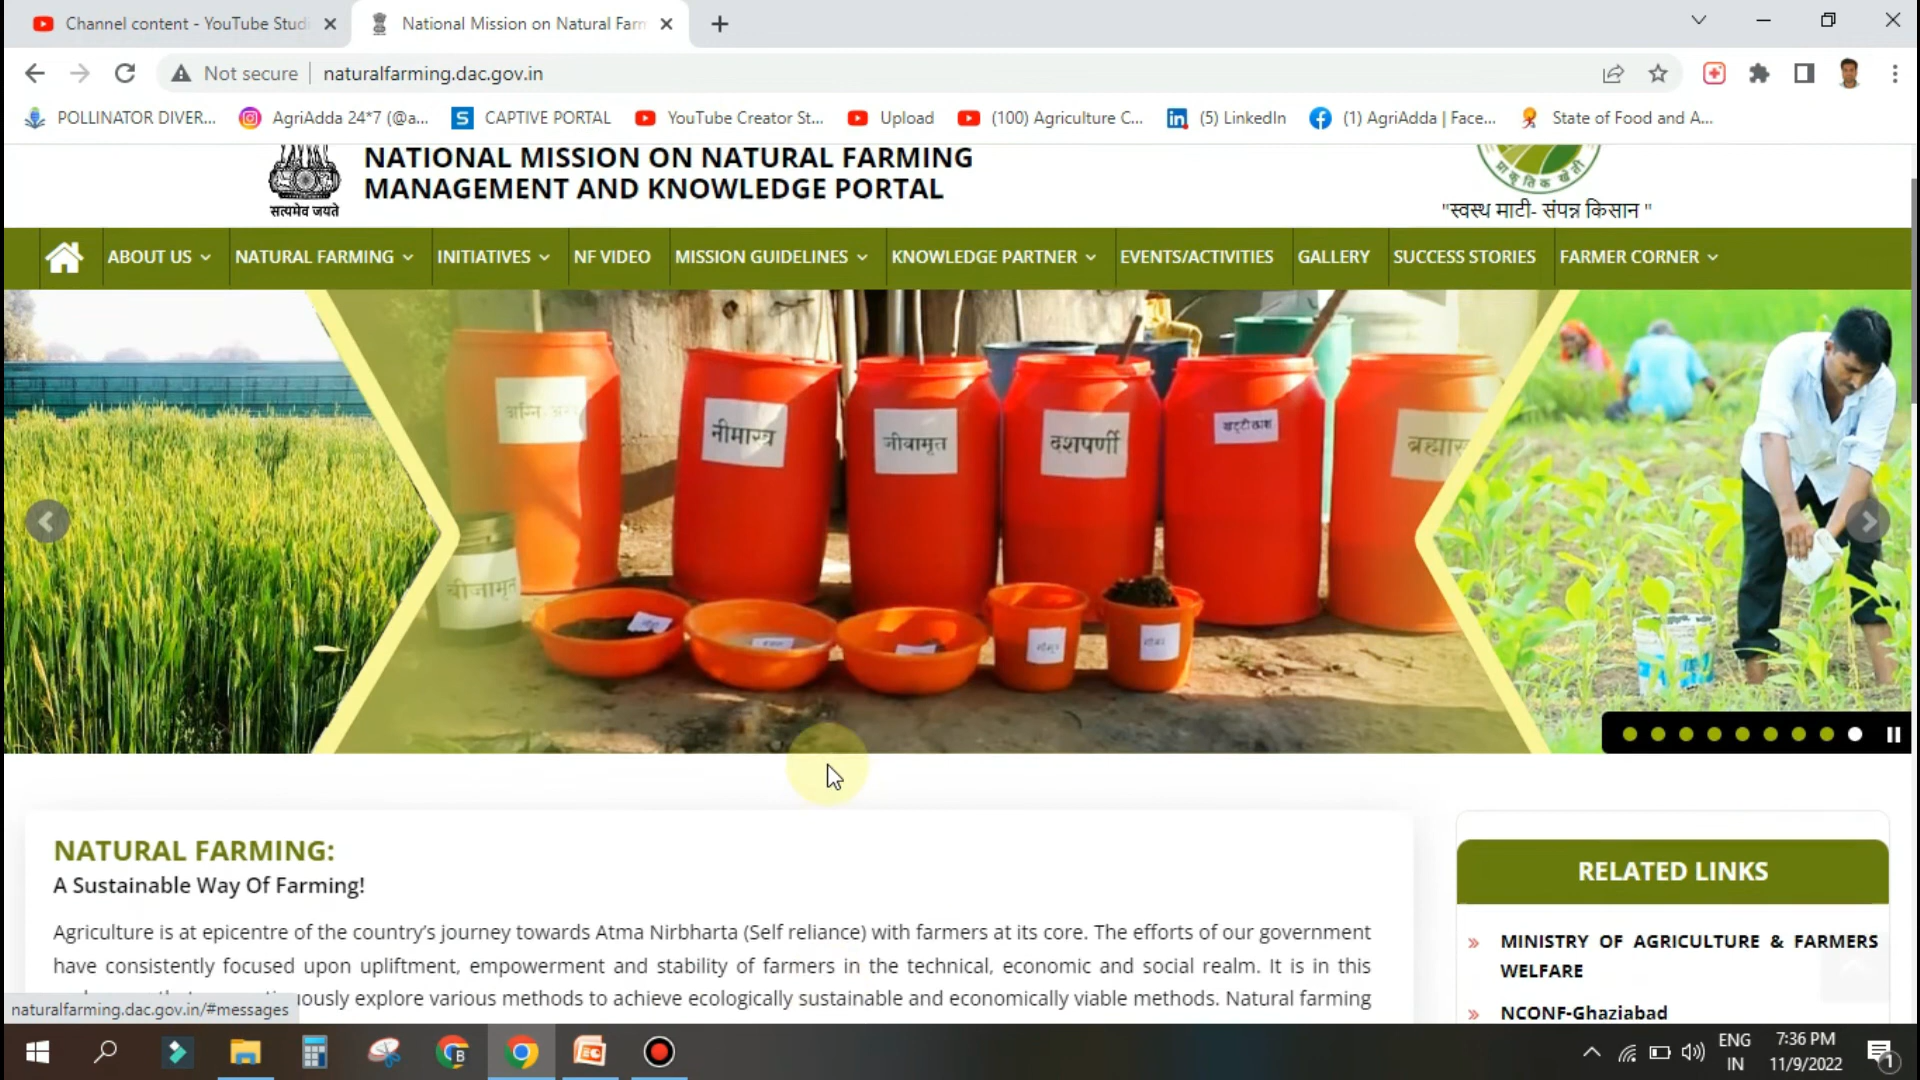 Channel content - YouTube Studi
National Mission on Natural Farm
Not secure
naturalfarming.dac.gov.in
POLLINATOR DIVER...
AgriAdda 24*7 (@a...
CAPTIVE PORTAL
YouTube Creator St...
Upload
(100) Agriculture C...
(5) LinkedIn
(1) AgriAdda | Face...
State of Food and A...
NATIONAL MISSION ON NATURAL FARMING
MANAGEMENT AND KNOWLEDGE PORTAL
सत्यमेव जयते
प्राकृतिक खेती
"स्वस्थ माटी- संपन्न किसान "
ABOUT US
NATURAL FARMING
INITIATIVES
NF VIDEO
MISSION GUIDELINES
KNOWLEDGE PARTNER
EVENTS/ACTIVITIES
GALLERY
SUCCESS STORIES
FARMER CORNER
नीमास्त्र
जीवामृत
दशपर्णी
बीजामृत
NATURAL FARMING:
A Sustainable Way Of Farming!
Agriculture is at epicentre of the country's journey towards Atma Nirbharta (Self reliance) with farmers at its core. The efforts of our government
have consistently focused upon upliftment, empowerment and stability of farmers in the technical, economic and social realm. It is in this
explore various methods to achieve ecologically sustainable and economically viable methods. Natural farming
RELATED LINKS
MINISTRY OF AGRICULTURE & FARMERS
WELFARE
NCONF-Ghaziabad
naturalfarming.dac.gov.in/#messages
ENG
IN
7:36 PM
11/9/2022
1